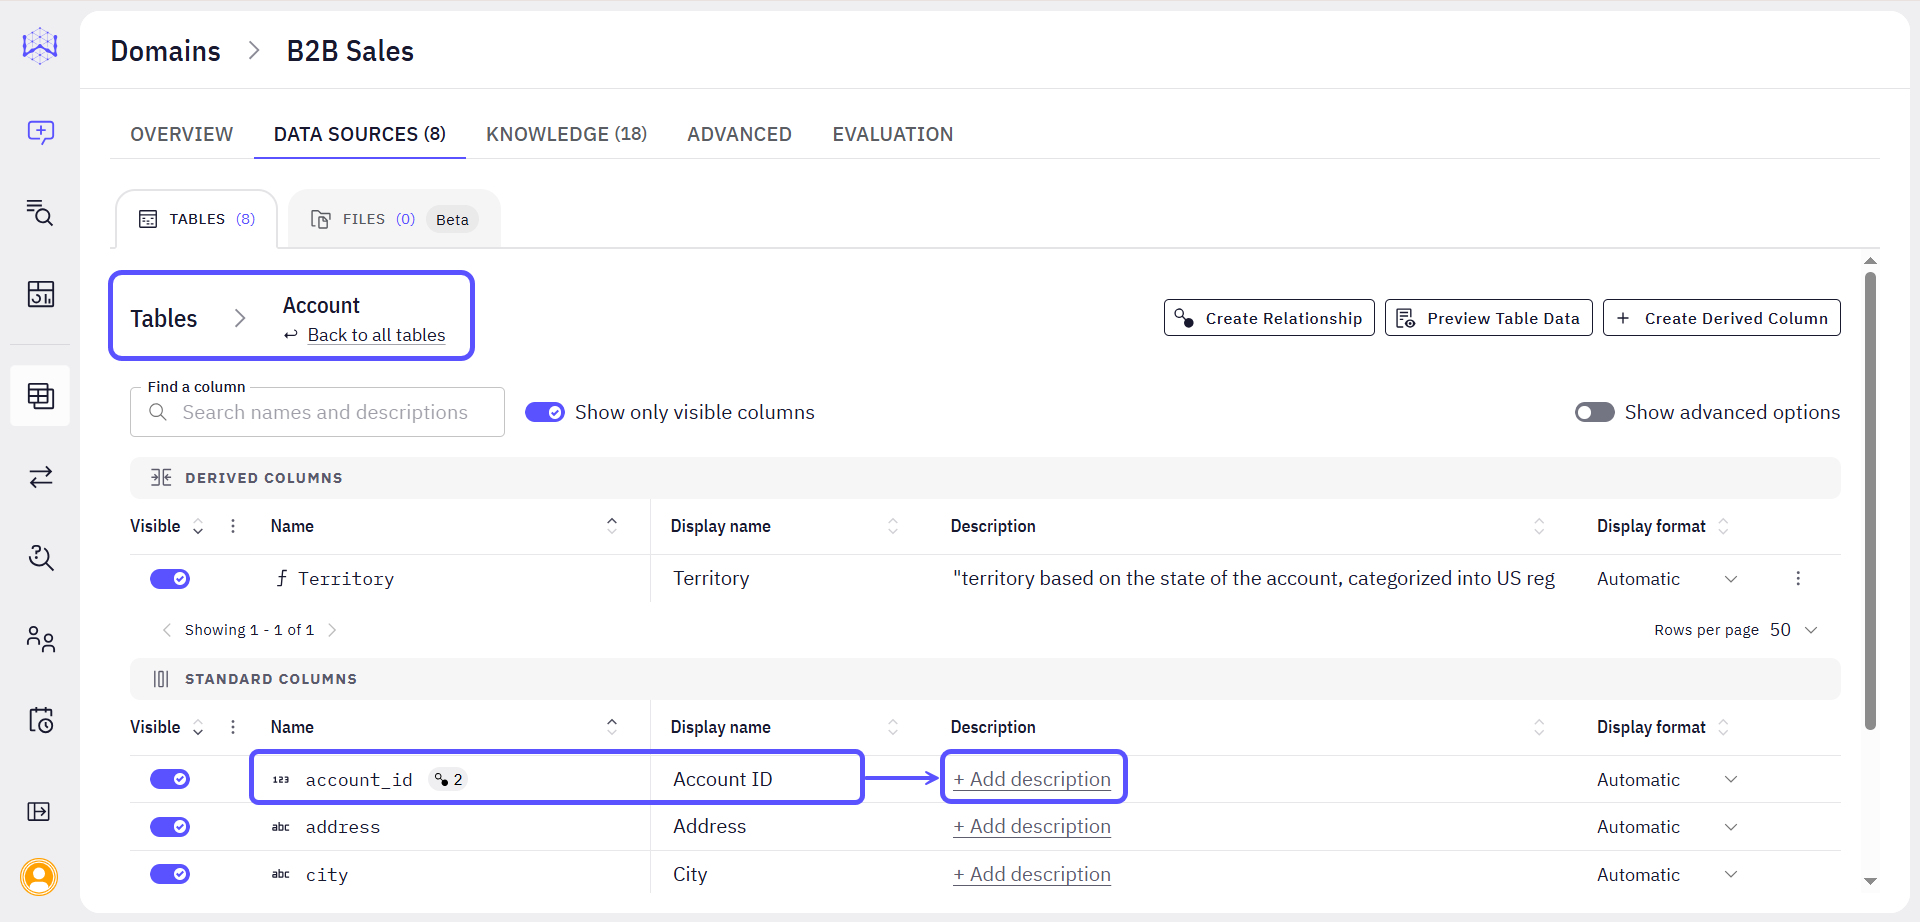 Domains > B2B Sales
OVERVIEW DATA SOURCES (8) KNOWLEDGE (18) ADVANCED EVALUATION
TABLES (8) FILES (0) Beta
Tables > Account
Back to all tables
Create Relationship Preview Table Data + Create Derived Column
Find a column
Search names and descriptions Show only visible columns Show advanced options
DERIVED COLUMNS
Visible Name Display name Description Display format
ƒ Territory Territory "territory based on the state of the account, categorized into US reg Automatic
Showing 1 - 1 of 1 Rows per page 50
STANDARD COLUMNS
Visible Name Display name Description Display format
123 account_id 2 Account ID + Add description Automatic
abc address Address + Add description Automatic
abc city City + Add description Automatic